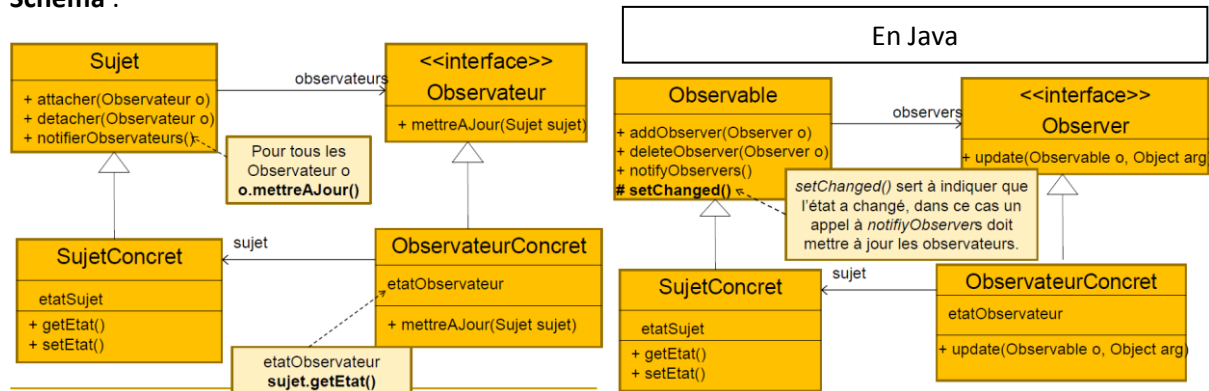 Schéma :
Sujet
+ attacher(Observateur o)
+ detacher(Observateur o)
+ notifierObservateurs()
observateurs
<<interface>>
Observateur
+ mettreAJour(Sujet sujet)
Pour tous les
Observateur o
o.mettreAJour()
SujetConcret
etatSujet
+ getEtat()
+ setEtat()
sujet
ObservateurConcret
etatObservateur
+ mettreAJour(Sujet sujet)
etatObservateur
sujet.getEtat()
En Java
Observable
+ addObserver(Observer o)
+ deleteObserver(Observer o)
+ notifyObservers()
# setChanged()
observers
<<interface>>
Observer
+ update(Observable o, Object arg)
setChanged() sert à indiquer que
l'état a changé, dans ce cas un
appel à notifiyObservers doit
mettre à jour les observateurs.
SujetConcret
etatSujet
+ getEtat()
+ setEtat()
sujet
ObservateurConcret
etatObservateur
+ update(Observable o, Object arg)